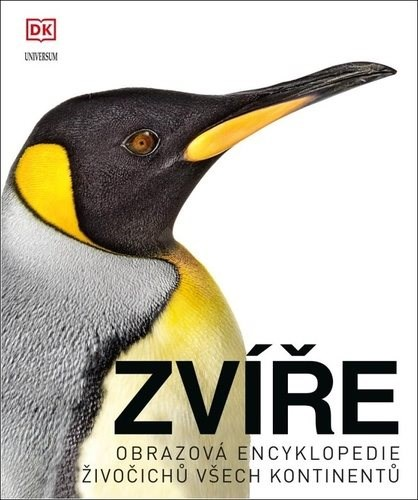 DK
UNIVERSUM
ZVÍŘE
OBRAZOVÁ ENCYKLOPEDIE
ŽIVOČICHŮ VŠECH KONTINENTŮ